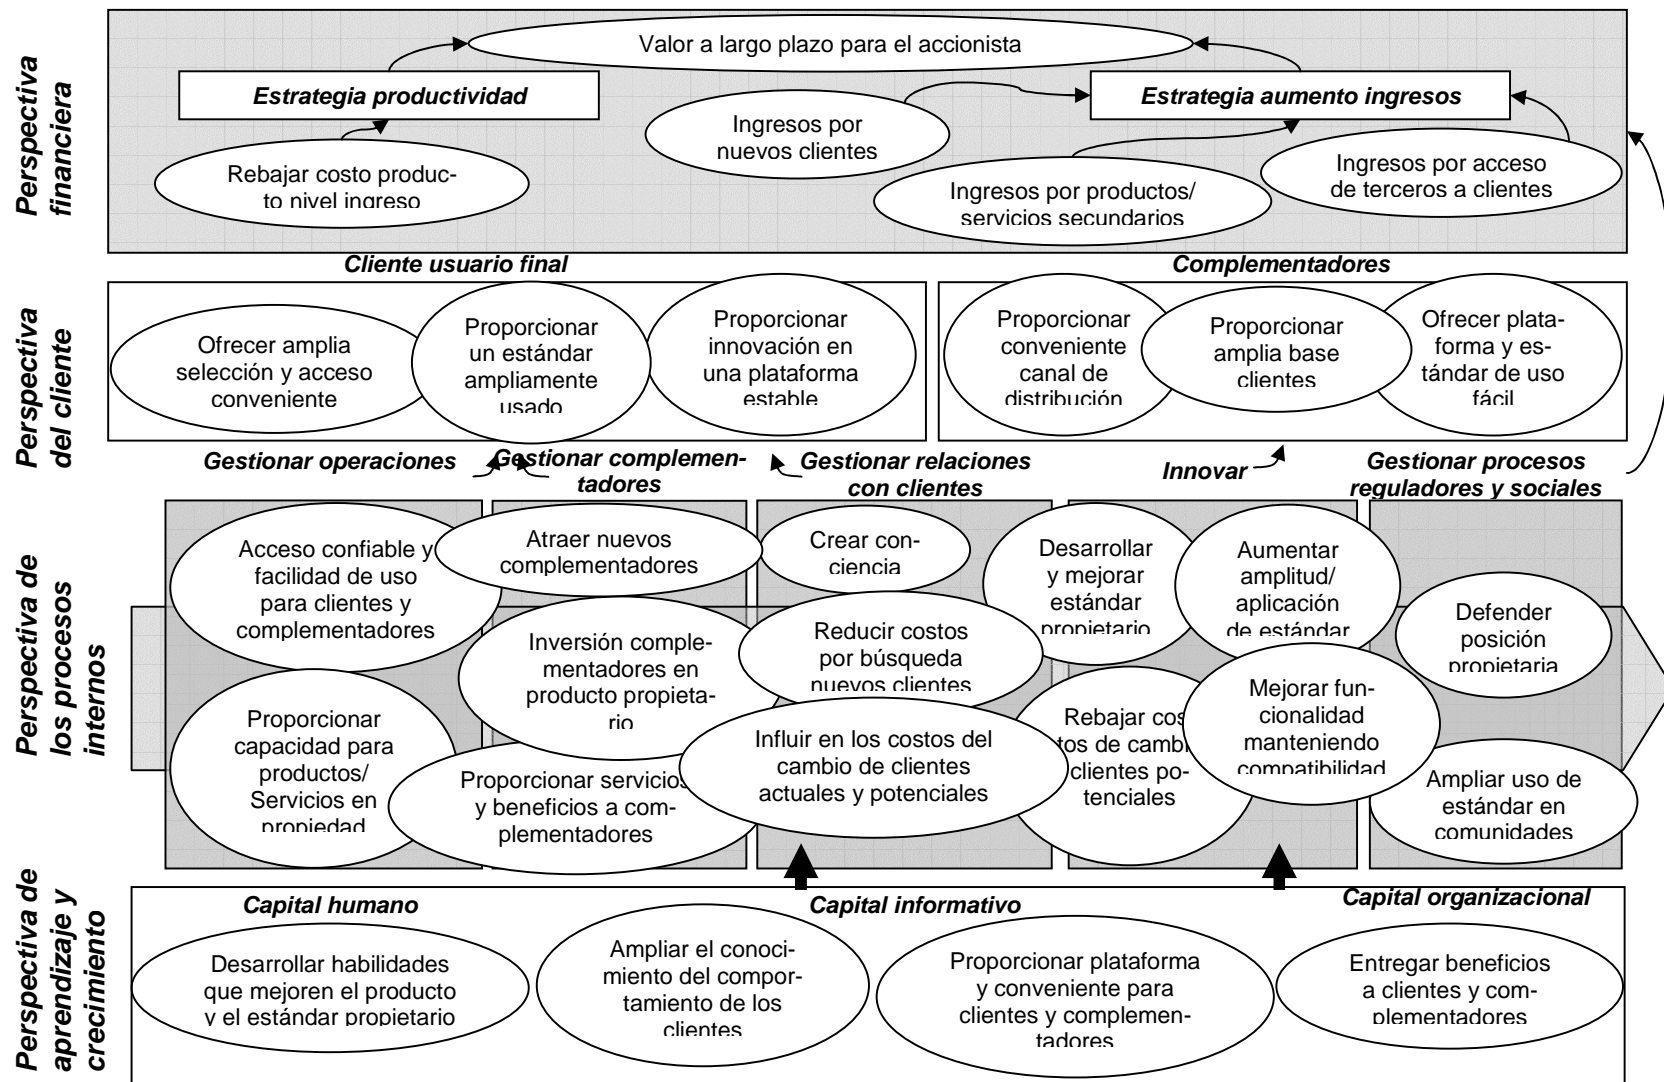 Perspectiva
financiera
Valor a largo plazo para el accionista
Estrategia productividad
Estrategia aumento ingresos
Rebajar costo produc-
to nivel ingreso
Ingresos por
nuevos clientes
Ingresos por productos/
servicios secundarios
Ingresos por acceso
de terceros a clientes
Perspectiva
del cliente
Cliente usuario final
Complementadores
Ofrecer amplia
selección y acceso
conveniente
Proporcionar
un estándar
ampliamente
usado
Proporcionar
innovación en
una plataforma
estable
Proporcionar
conveniente
canal de
distribución
Proporcionar
amplia base
clientes
Ofrecer plata-
forma y es-
tándar de uso
fácil
Perspectiva de
los procesos
internos
Gestionar operaciones
Gestionar complemen-
tadores
Gestionar relaciones
con clientes
Innovar
Gestionar procesos
reguladores y sociales
Acceso confiable y
facilidad de uso
para clientes y
complementadores
Proporcionar
capacidad para
productos/
Servicios en
propiedad
Atraer nuevos
complementadores
Inversión comple-
mentadores en
producto propieta-
rio
Proporcionar servicios
y beneficios a com-
plementadores
Crear con-
ciencia
Reducir costos
por búsqueda
nuevos clientes
Influir en los costos del
cambio de clientes
actuales y potenciales
Desarrollar
y mejorar
estándar
propietario
Rebajar cos
tos de cambi
clientes po-
tenciales
Aumentar
amplitud/
aplicación
de estándar
Mejorar fun-
cionalidad
manteniendo
compatibilidad
Defender
posición
propietaria
Ampliar uso de
estándar en
comunidades
Perspectiva de
aprendizaje y
crecimiento
Capital humano
Capital informativo
Capital organizacional
Desarrollar habilidades
que mejoren el producto
y el estándar propietario
Ampliar el conoci-
miento del compor-
tamiento de los
clientes
Proporcionar plataforma
y conveniente para
clientes y complemen-
tadores
Entregar beneficios
a clientes y com-
plementadores